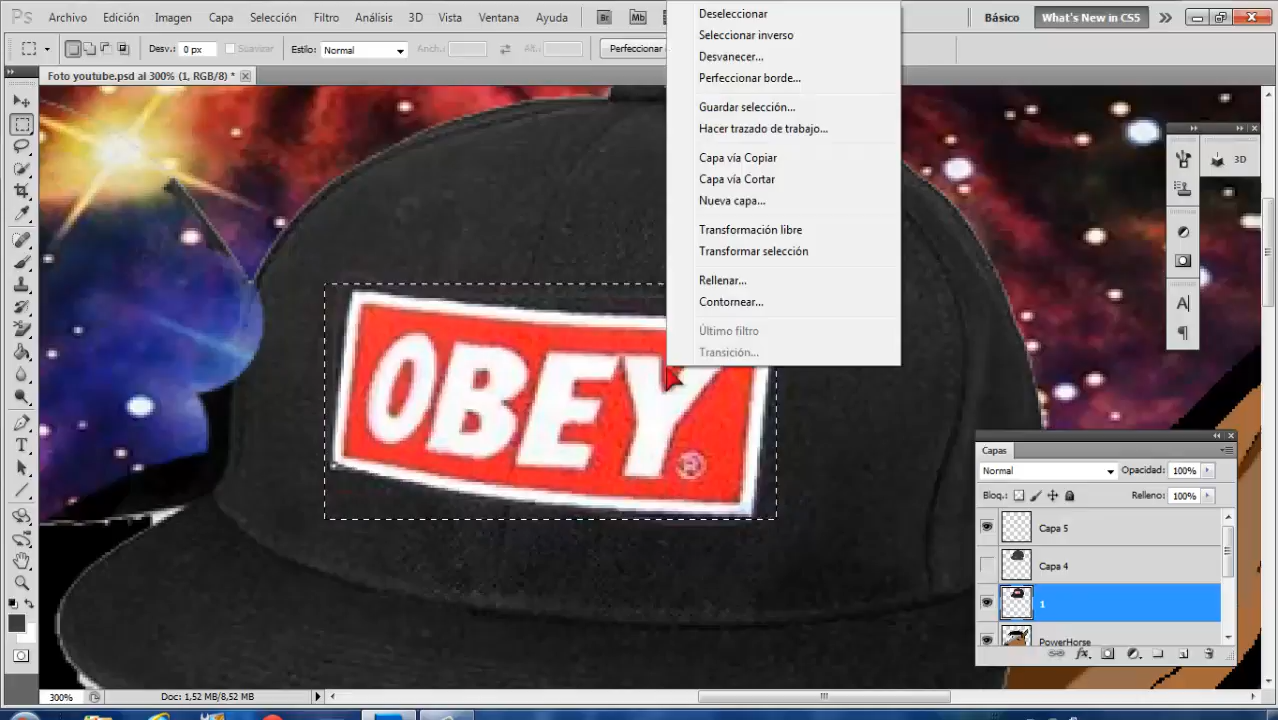 Archivo Edición Imagen Capa Selección Filtro Análisis 3D Vista Ventana Ayuda Br Mb Básico What's New in CS5
Desv.: 0 px Suavizar Estilo: Normal Anch.: Alt.: Perfeccionar
Foto youtube.psd al 300% (1, RGB/8) *
Deseleccionar
Seleccionar inverso
Desvanecer...
Perfeccionar borde...
Guardar selección...
Hacer trazado de trabajo...
Capa vía Copiar
Capa vía Cortar
Nueva capa...
Transformación libre
Transformar selección
Rellenar...
Contornear...
Último filtro
Transición...
3D
OBEY®
Capas
Normal Opacidad: 100%
Bloq.: Relleno: 100%
Capa 5
Capa 4
1
PowerHorse
300% Doc: 1,52 MB/8,52 MB